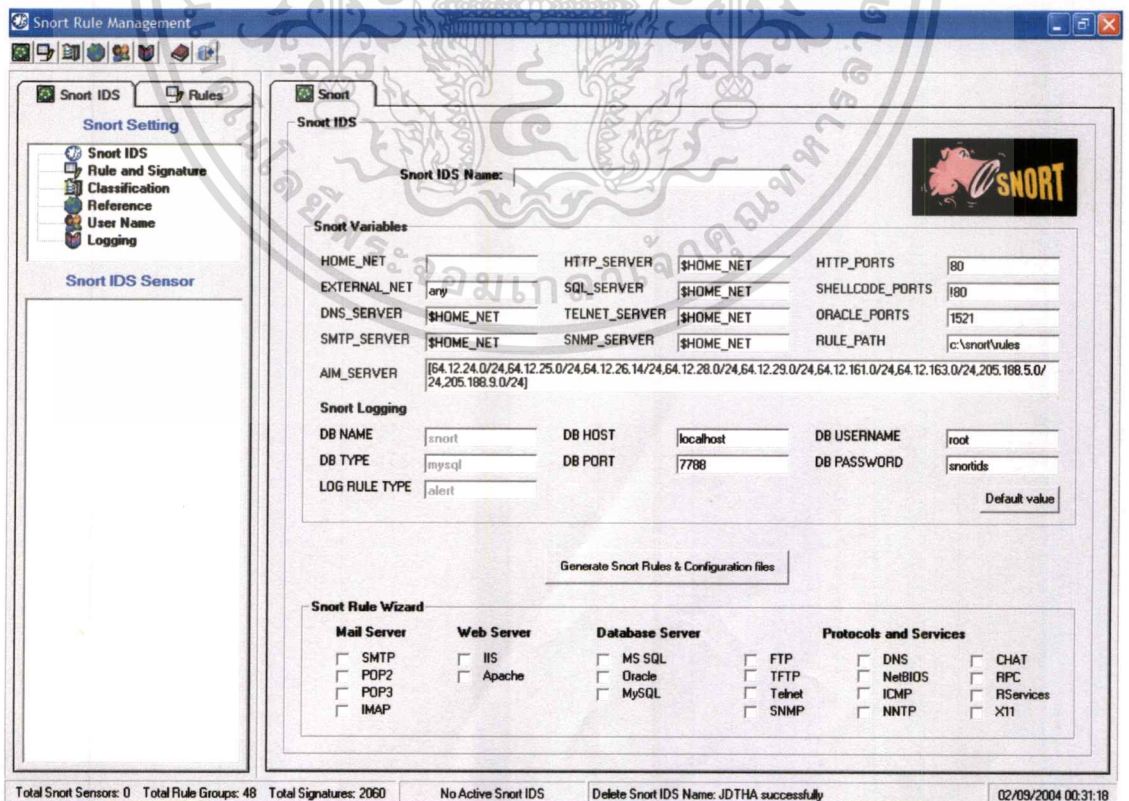 Snort Rule Management
Snort IDS Rules
Snort Setting
Snort IDS
Rule and Signature
Classification
Reference
User Name
Logging
Snort IDS Sensor
Snort
Snort IDS
Snort IDS Name:
SNORT
Snort Variables
HOME_NET HTTP_SERVER $HOME_NET HTTP_PORTS 80
EXTERNAL_NET any SQL_SERVER $HOME_NET SHELLCODE_PORTS !80
DNS_SERVER $HOME_NET TELNET_SERVER $HOME_NET ORACLE_PORTS 1521
SMTP_SERVER $HOME_NET SNMP_SERVER $HOME_NET RULE_PATH c:\snort\rules
AIM_SERVER [64.12.24.0/24,64.12.25.0/24,64.12.26.14/24,64.12.28.0/24,64.12.29.0/24,64.12.161.0/24,64.12.163.0/24,205.188.5.0/
24,205.188.9.0/24]
Snort Logging
DB NAME snort DB HOST localhost DB USERNAME root
DB TYPE mysql DB PORT 7788 DB PASSWORD snortids
LOG RULE TYPE alert
Default value
Generate Snort Rules & Configuration files
Snort Rule Wizard
Mail Server Web Server Database Server Protocols and Services
SMTP IIS MS SQL FTP DNS CHAT
POP2 Apache Oracle TFTP NetBIOS RPC
POP3 MySQL Telnet ICMP RServices
IMAP SNMP NNTP X11
Total Snort Sensors: 0 Total Rule Groups: 48 Total Signatures: 2060 No Active Snort IDS Delete Snort IDS Name: JDTHA successfully 02/09/2004 00:31:18